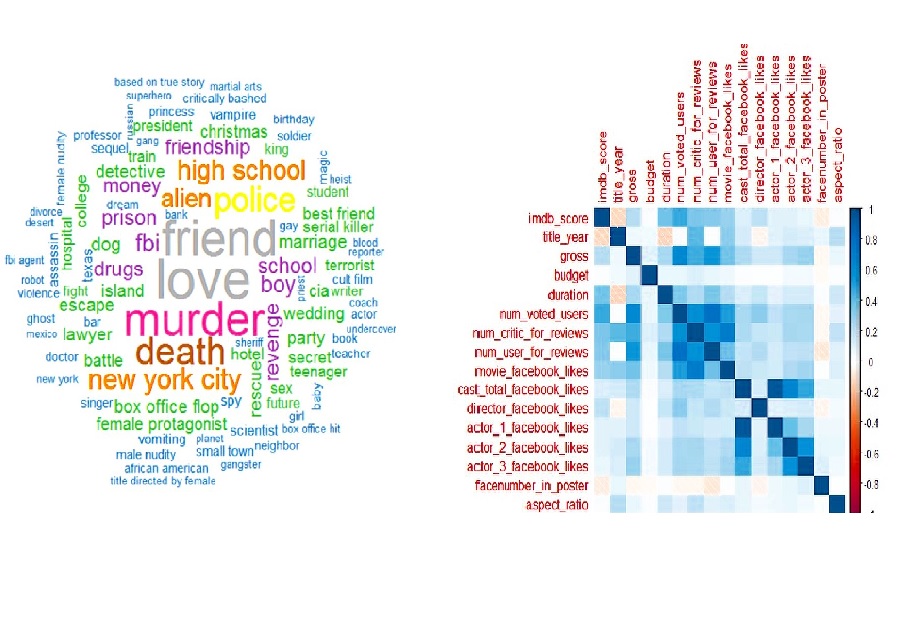 based on true story
martial arts
superhero
critically bashed
princess
vampire
russian
president
christmas
birthday
professor
gang
friendship
soldier
sequel
train
king
female nudity
detective
high school
magic
heist
college
money
alien
police
student
divorce
dream
prison
bank
best friend
desert
gay
serial killer
hospital
dog
fbi
friend
marriage
blood
assassin
reporter
fbi agent
texas
drugs
love
school
terrorist
robot
boy
priest
cult film
violence
fight
island
cia
writer
escape
murder
wedding
coach
actor
ghost
bar
revenge
undercover
mexico
lawyer
sheriff
party
book
doctor
battle
death
hotel
secret
teacher
new york
new york city
rescue
teenager
sex
baby
singer
box office flop
spy
future
girl
female protagonist
scientist
box office hit
vomiting
planet
neighbor
male nudity
small town
african american
gangster
title directed by female
imdb_score
title_year
gross
budget
duration
num_voted_users
num_critic_for_reviews
num_user_for_reviews
movie_facebook_likes
cast_total_facebook_likes
director_facebook_likes
actor_1_facebook_likes
actor_2_facebook_likes
actor_3_facebook_likes
facenumber_in_poster
aspect_ratio
imdb_score
title_year
gross
budget
duration
num_voted_users
num_critic_for_reviews
num_user_for_reviews
movie_facebook_likes
cast_total_facebook_likes
director_facebook_likes
actor_1_facebook_likes
actor_2_facebook_likes
actor_3_facebook_likes
facenumber_in_poster
aspect_ratio
1
0.8
0.6
0.4
0.2
0
-0.2
-0.4
-0.6
-0.8